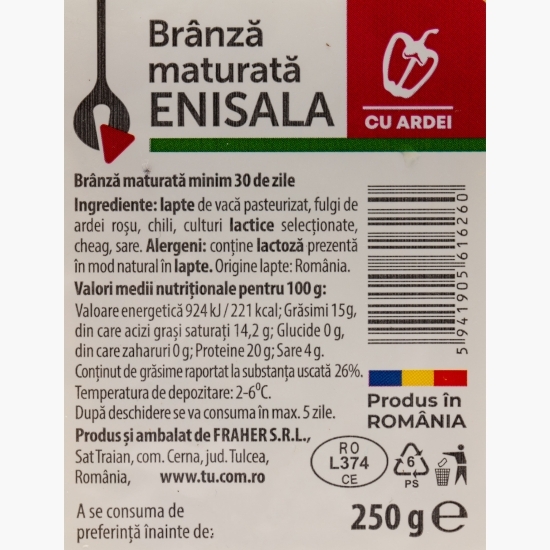 Brânză
maturată
ENISALA
CU ARDEI
Brânză maturată minim 30 de zile
Ingrediente: lapte de vacă pasteurizat, fulgi de
ardei roșu, chili, culturi lactice selecționate,
cheag, sare. Alergeni: conține lactoză prezentă
în mod natural în lapte. Origine lapte: România.
Valori medii nutriționale pentru 100 g:
Valoare energetică 924 kJ / 221 kcal; Grăsimi 15g,
din care acizi grași saturați 14,2 g; Glucide 0 g,
din care zaharuri 0 g; Proteine 20 g; Sare 4 g.
Conținut de grăsime raportat la substanța uscată 26%.
Temperatura de depozitare: 2-6⁰C.
După deschidere se va consuma în max. 5 zile.
Produs și ambalat de FRAHER S.R.L.,
Sat Traian, com. Cerna, jud. Tulcea,
România, www.tu.com.ro
5941905616260
Produs în
ROMÂNIA
RO
L374
CE
6
PS
A se consuma de
preferință înainte de:
250 g e